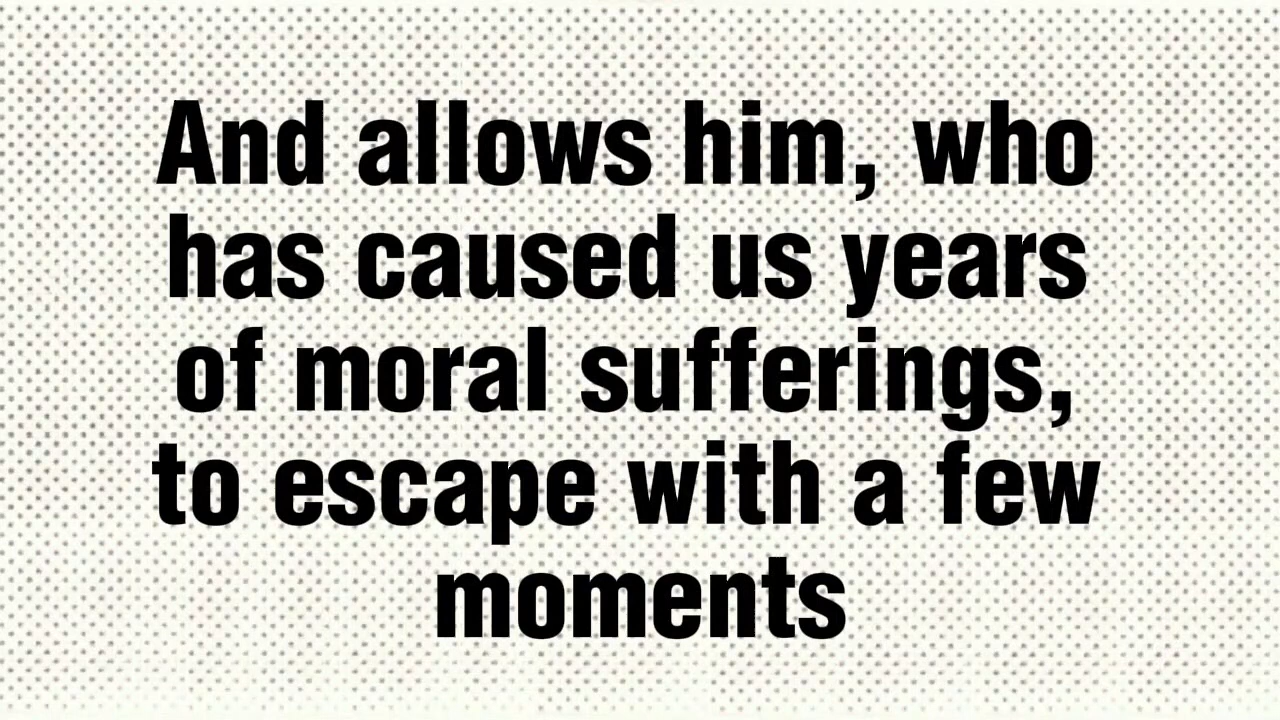 And allows him, who
has caused us years
of moral sufferings,
to escape with a few
moments